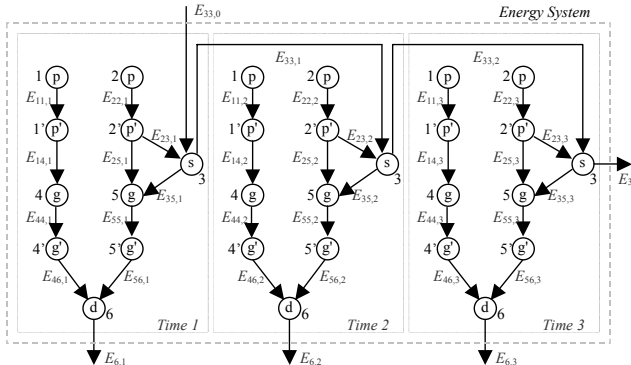 E33,0 Energy System
E33,1 E33,2
1 p 2 p 1 p 2 p 1 p 2 p
E11,1 E22,1 E11,2 E22,2 E11,3 E22,3
1' p' 2' p' E23,1 1' p' 2' p' E23,2 1' p' 2' p' E23,3
E14,1 E25,1 s 3 E14,2 E25,2 s 3 E14,3 E25,3 s 3 E3
4 g 5 g E35,1 4 g 5 g E35,2 4 g 5 g E35,3
E44,1 E55,1 E44,2 E55,2 E44,3 E55,3
4' g' 5' g' 4' g' 5' g' 4' g' 5' g'
E46,1 E56,1 E46,2 E56,2 E46,3 E56,3
d 6 d 6 d 6
Time 1 Time 2 Time 3
E6,1 E6,2 E6,3